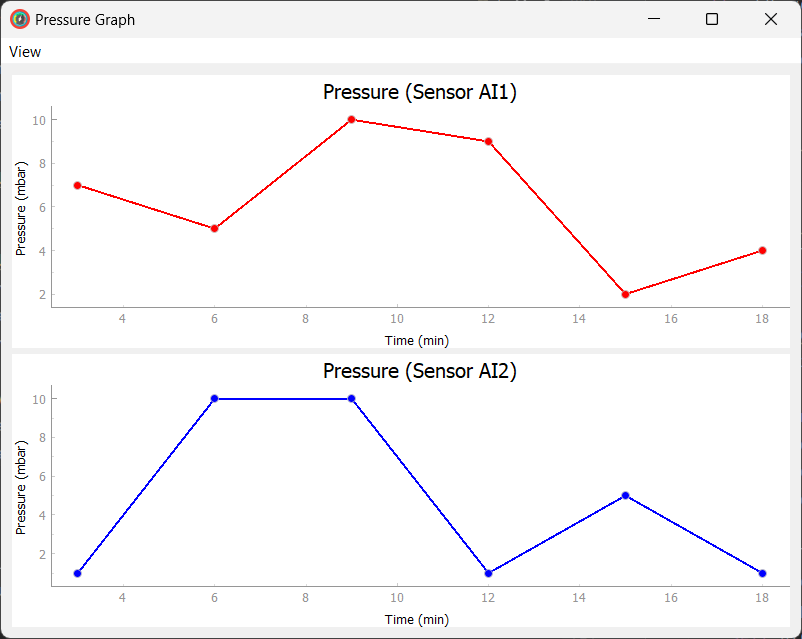 Pressure Graph
View
Pressure (Sensor AI1)
Pressure (mbar)
10
8
6
4
2
4 6 8 10 12 14 16 18
Time (min)
Pressure (Sensor AI2)
Pressure (mbar)
10
8
6
4
2
4 6 8 10 12 14 16 18
Time (min)